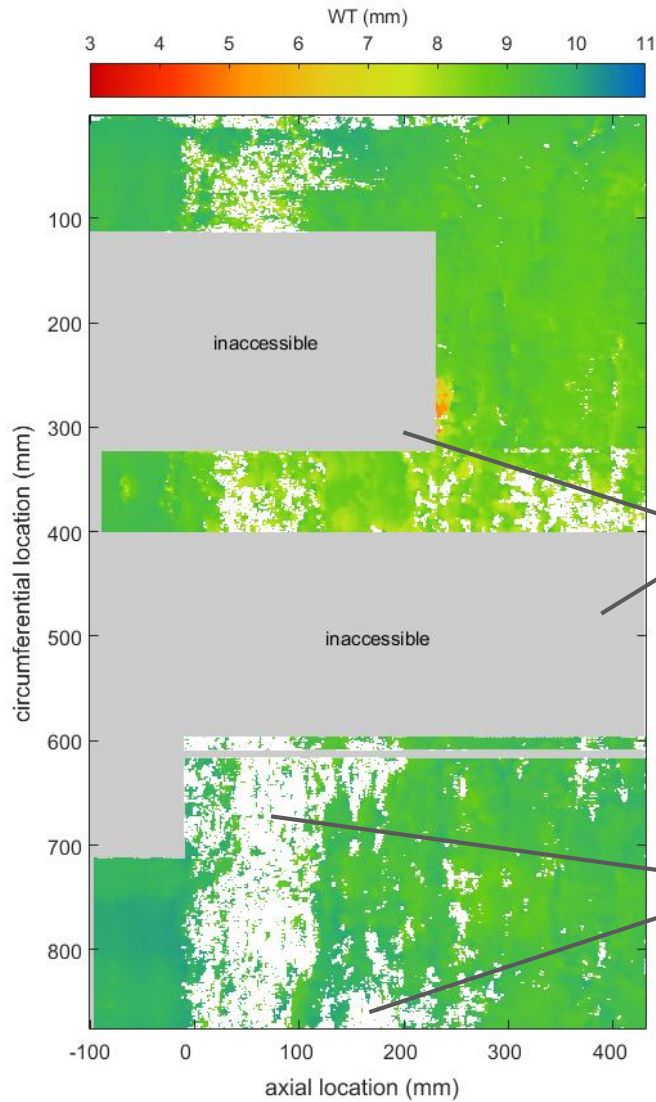 WT (mm)
3 4 5 6 7 8 9 10 11
100
200
inaccessible
300
400
circumferential location (mm)
500
inaccessible
600
700
800
-100 0 100 200 300 400
axial location (mm)